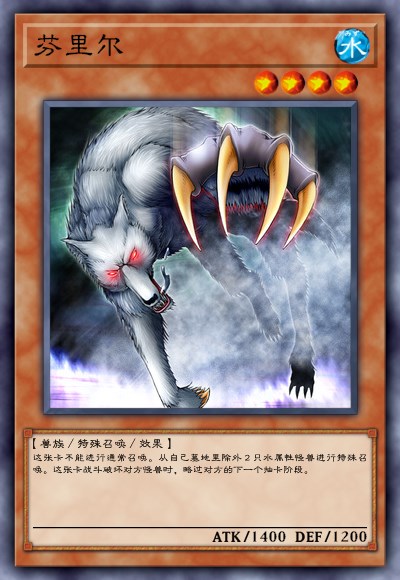 芬里尔
水
【兽族／特殊召唤／效果】
这张卡不能进行通常召唤。从自己墓地里除外２只水属性怪兽进行特殊召
唤。这张卡战斗破坏对方怪兽时，略过对方的下一个抽卡阶段。
ATK/1400 DEF/1200